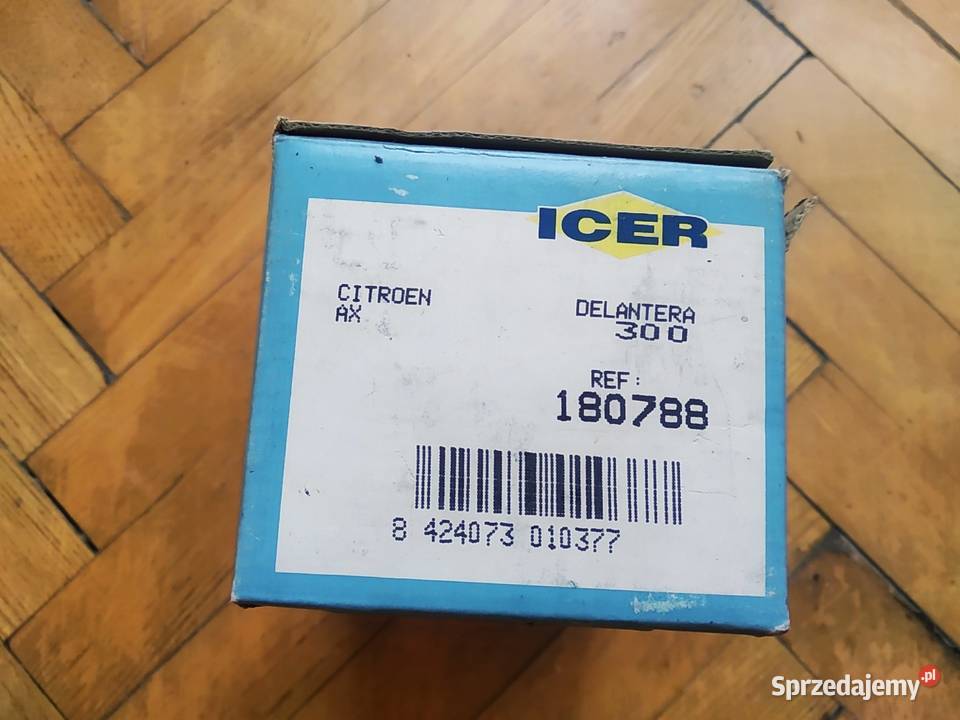 ICER
CITROEN
AX
DELANTERA
300
REF:
180788
8 424073 010377
Sprzedajemy.pl